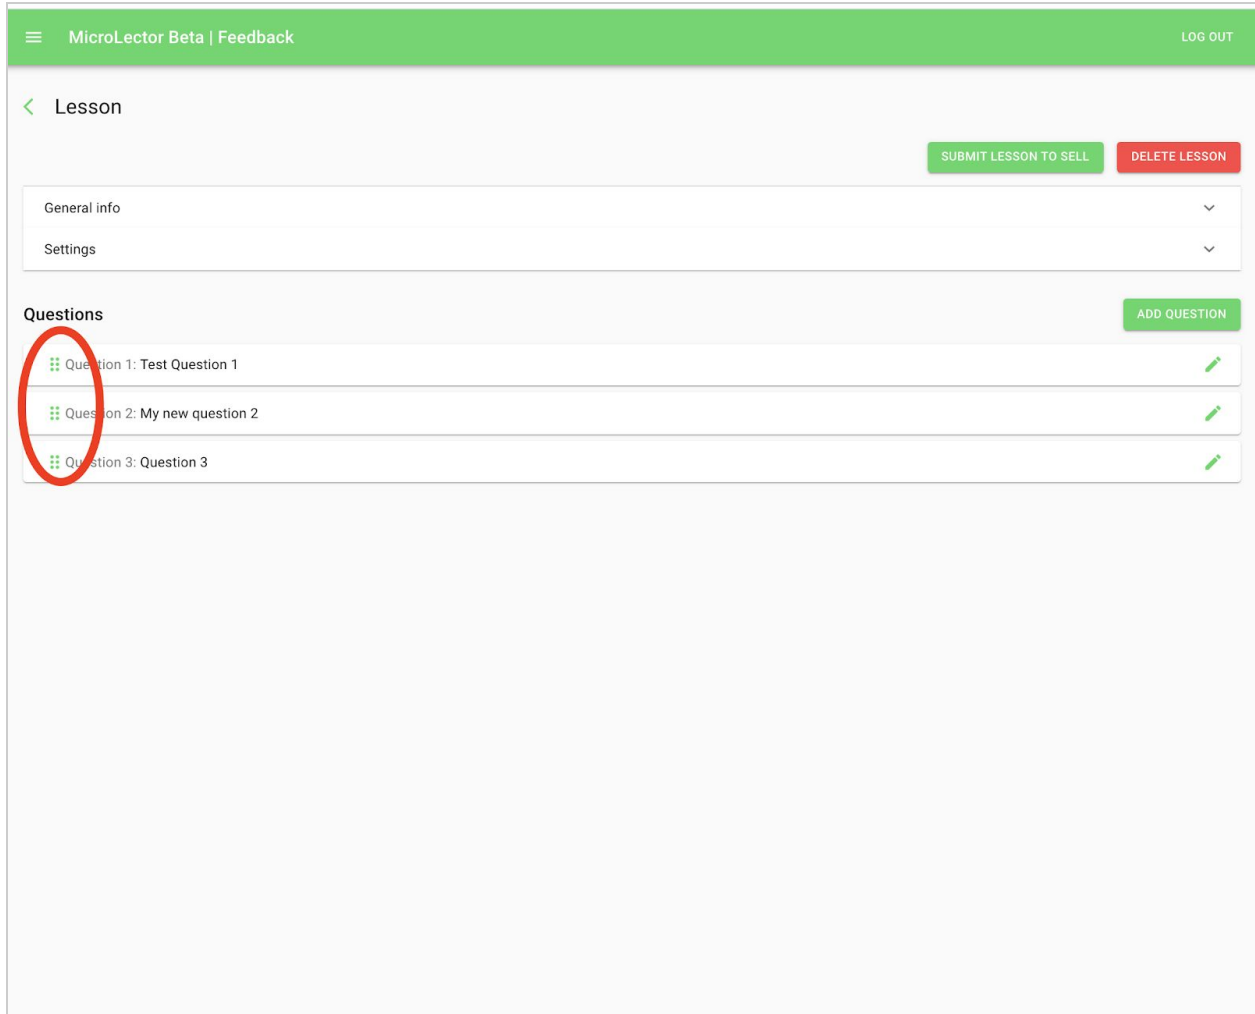 MicroLector Beta | Feedback LOG OUT
Lesson
SUBMIT LESSON TO SELL DELETE LESSON
General info
Settings
Questions ADD QUESTION
Question 1: Test Question 1
Question 2: My new question 2
Question 3: Question 3